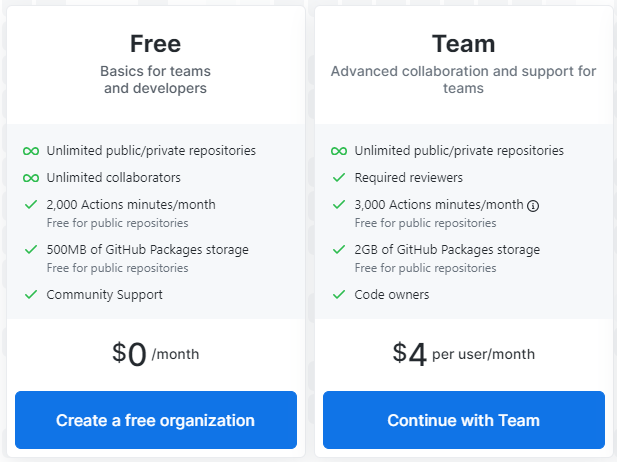 Free
Basics for teams
and developers
Unlimited public/private repositories
Unlimited collaborators
2,000 Actions minutes/month
Free for public repositories
500MB of GitHub Packages storage
Free for public repositories
Community Support
$0 /month
Create a free organization
Team
Advanced collaboration and support for
teams
Unlimited public/private repositories
Required reviewers
3,000 Actions minutes/month
Free for public repositories
2GB of GitHub Packages storage
Free for public repositories
Code owners
$4 per user/month
Continue with Team